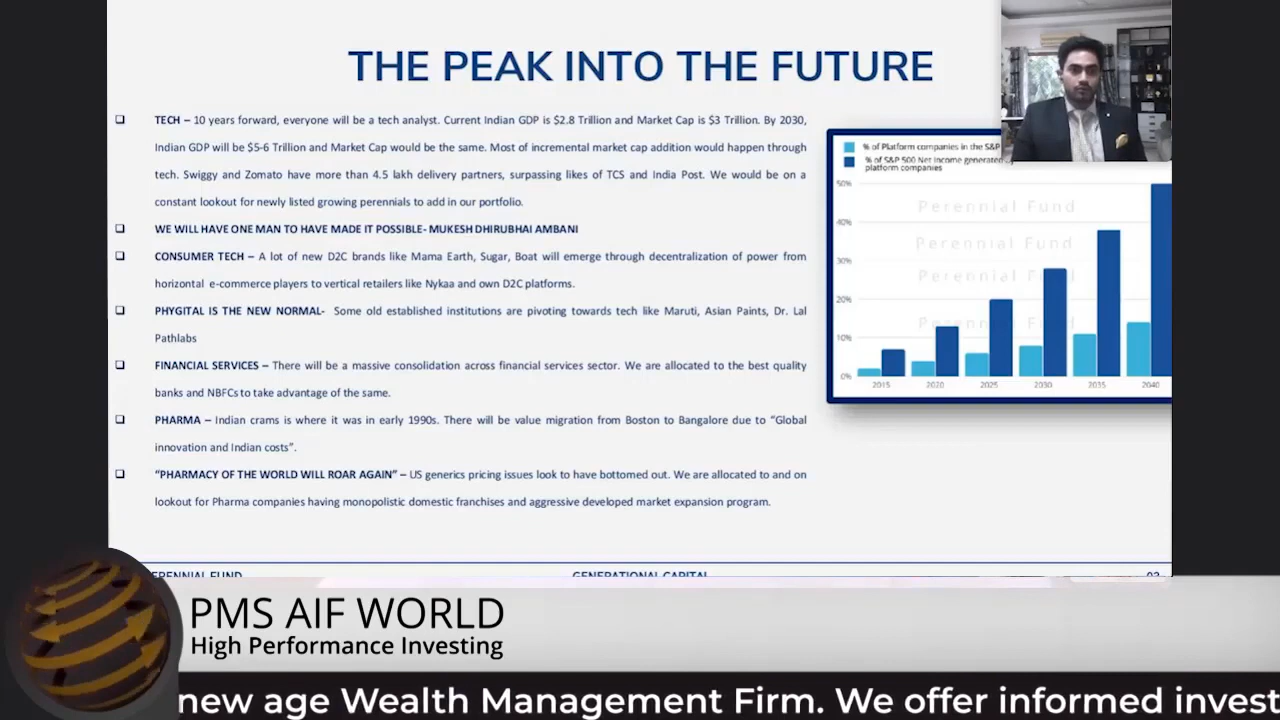 THE PEAK INTO THE FUTURE
TECH – 10 years forward, everyone will be a tech analyst. Current Indian GDP is $2.8 Trillion and Market Cap is $3 Trillion. By 2030,
Indian GDP will be $5-6 Trillion and Market Cap would be the same. Most of incremental market cap addition would happen through
tech. Swiggy and Zomato have more than 4.5 lakh delivery partners, surpassing likes of TCS and India Post. We would be on a
constant lookout for newly listed growing perennials to add in our portfolio.
WE WILL HAVE ONE MAN TO HAVE MADE IT POSSIBLE- MUKESH DHIRUBHAI AMBANI
CONSUMER TECH – A lot of new D2C brands like Mama Earth, Sugar, Boat will emerge through decentralization of power from
horizontal e-commerce players to vertical retailers like Nykaa and own D2C platforms.
PHYGITAL IS THE NEW NORMAL- Some old established institutions are pivoting towards tech like Maruti, Asian Paints, Dr. Lal
Pathlabs
FINANCIAL SERVICES – There will be a massive consolidation across financial services sector. We are allocated to the best quality
banks and NBFCs to take advantage of the same.
PHARMA – Indian crams is where it was in early 1990s. There will be value migration from Boston to Bangalore due to “Global
innovation and Indian costs”.
“PHARMACY OF THE WORLD WILL ROAR AGAIN” – US generics pricing issues look to have bottomed out. We are allocated to and on
lookout for Pharma companies having monopolistic domestic franchises and aggressive developed market expansion program.
% of Platform companies in the S&P
% of S&P 500 Net Income generated
platform companies
50%
40%
30%
20%
10%
0%
Perennial Fund
Perennial Fund
Perennial Fund
Perennial Fund
2015 2020 2025 2030 2035 2040
PERENNIAL FUND GENERATIONAL CAPITAL
PMS AIF WORLD
High Performance Investing
new age Wealth Management Firm. We offer informed invest